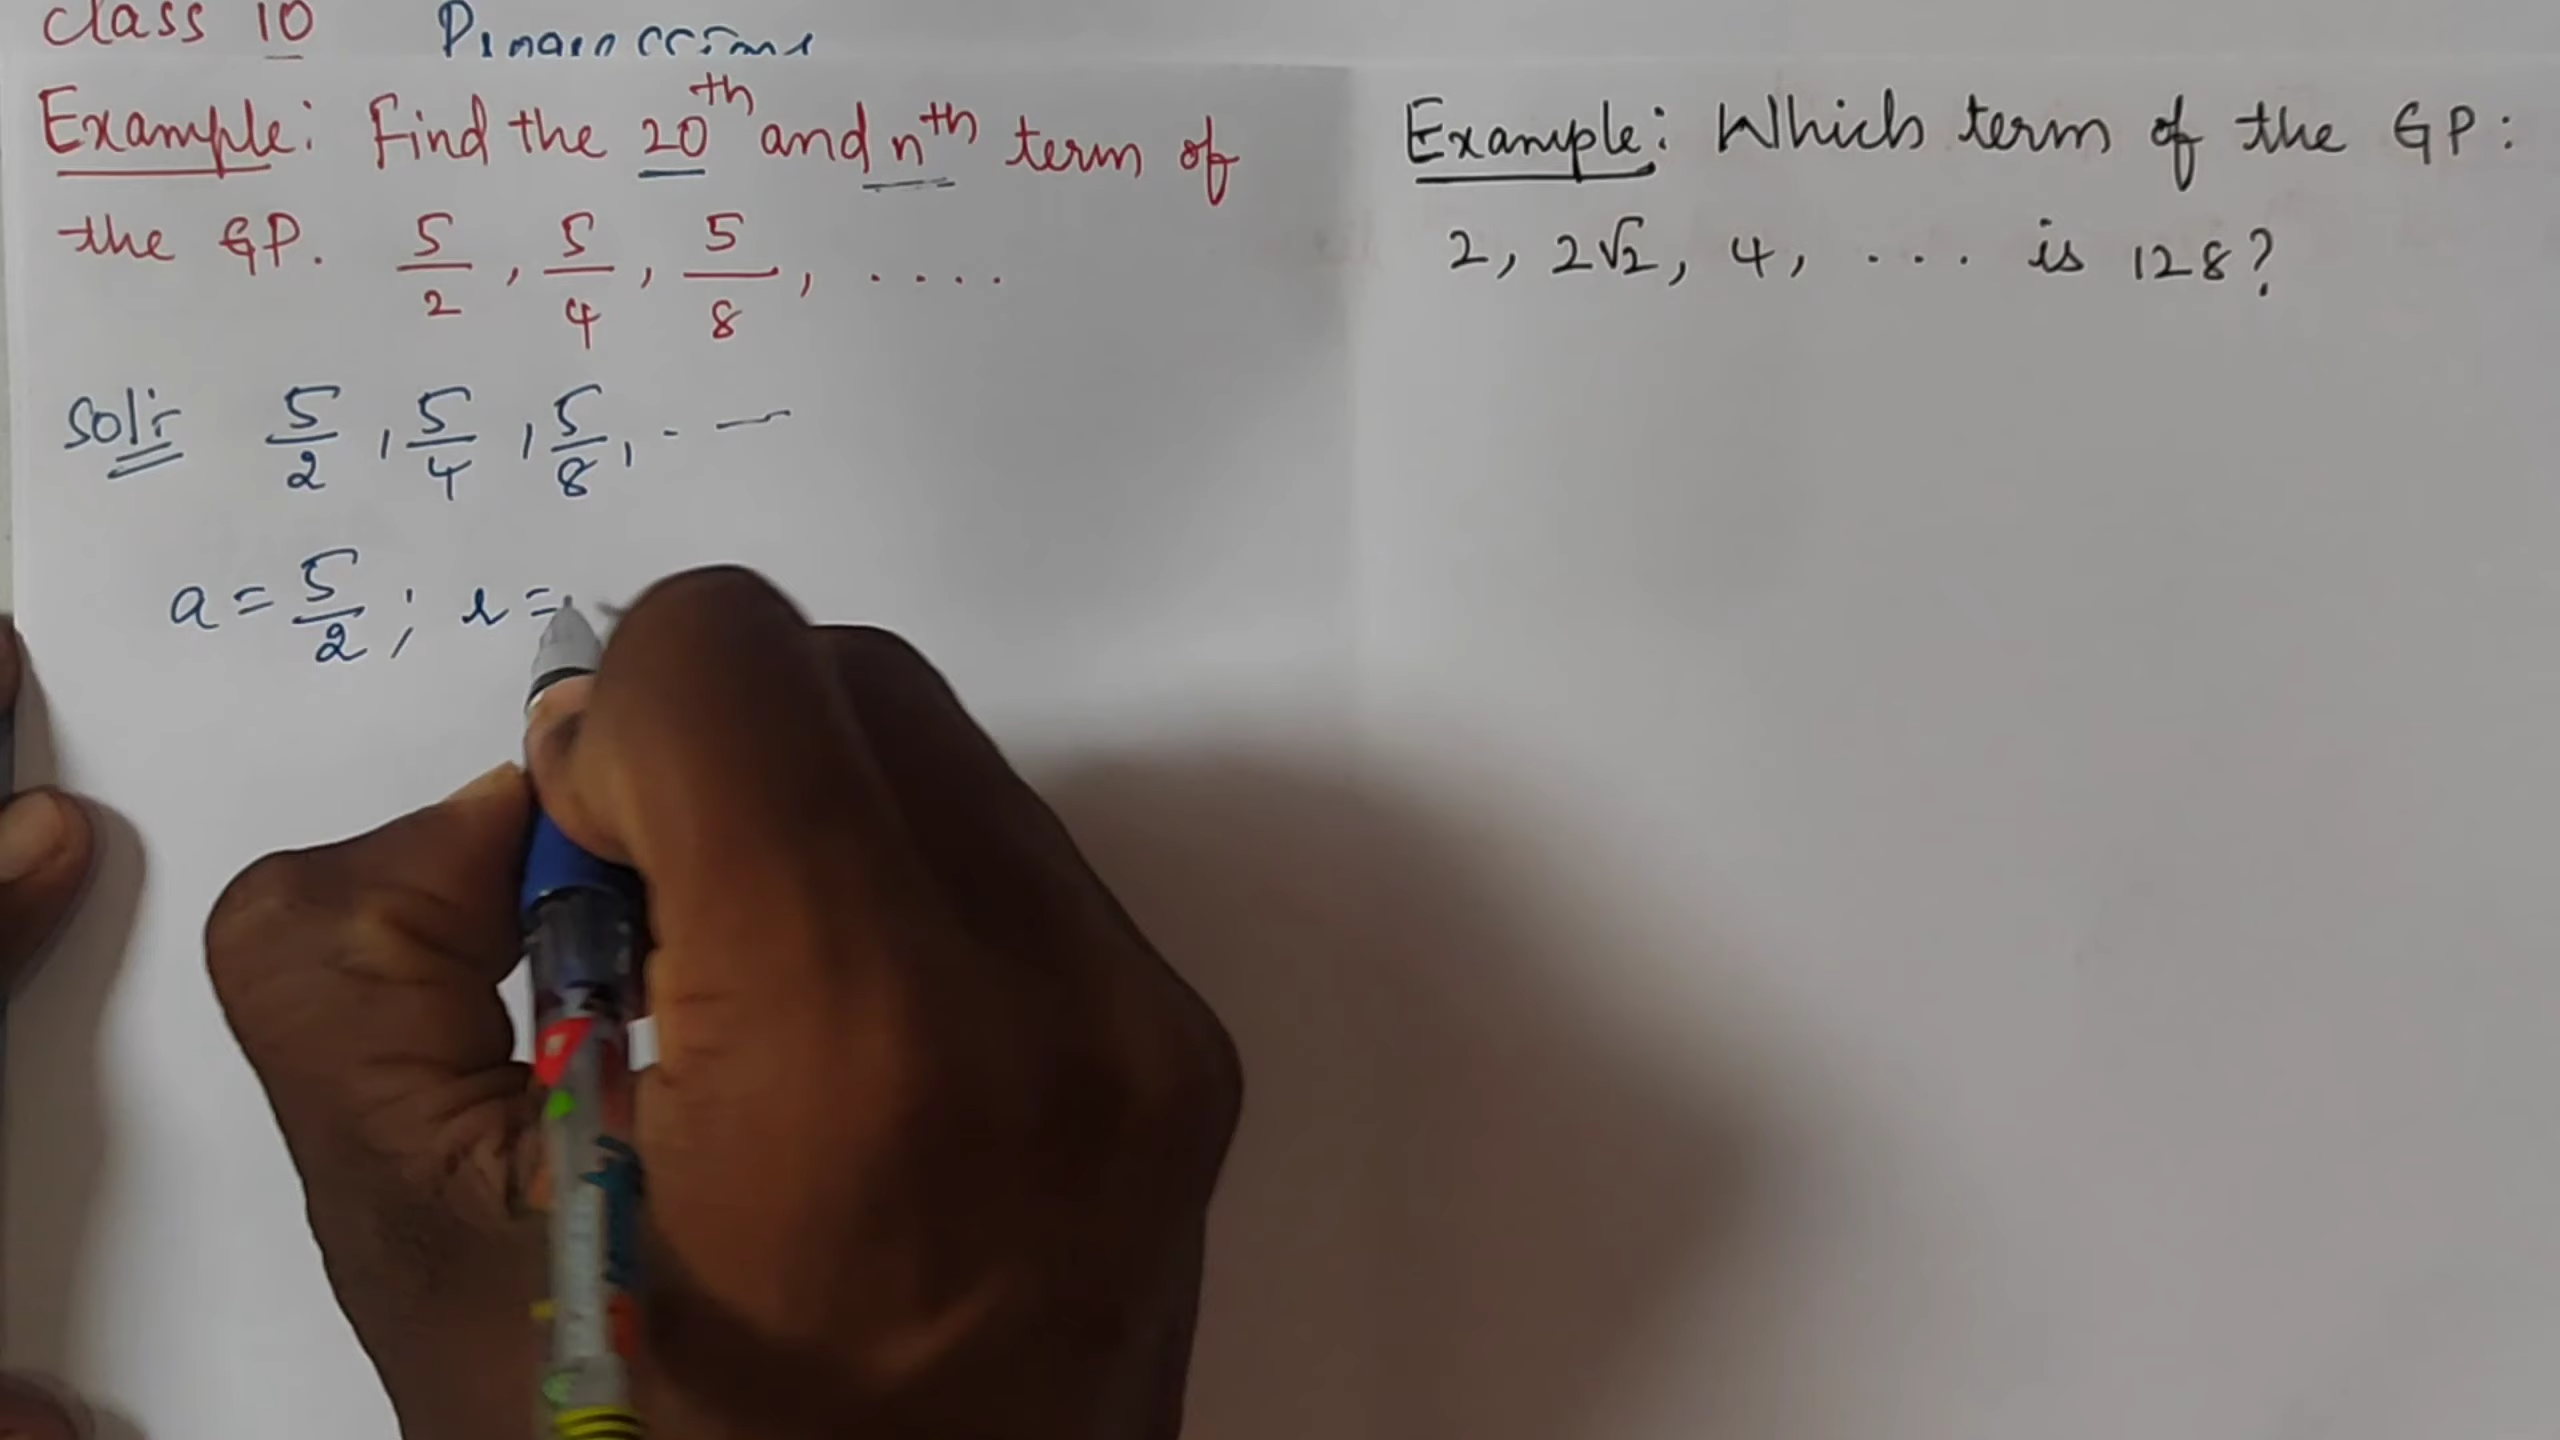 Class 10
Example: Find the 20th and nth term of
the GP. 5/2, 5/4, 5/8, ....
Sol:- 5/2, 5/4, 5/8, . —
a = 5/2 ; r =
Example: Which term of the GP:
2, 2√2, 4, ... is 128?